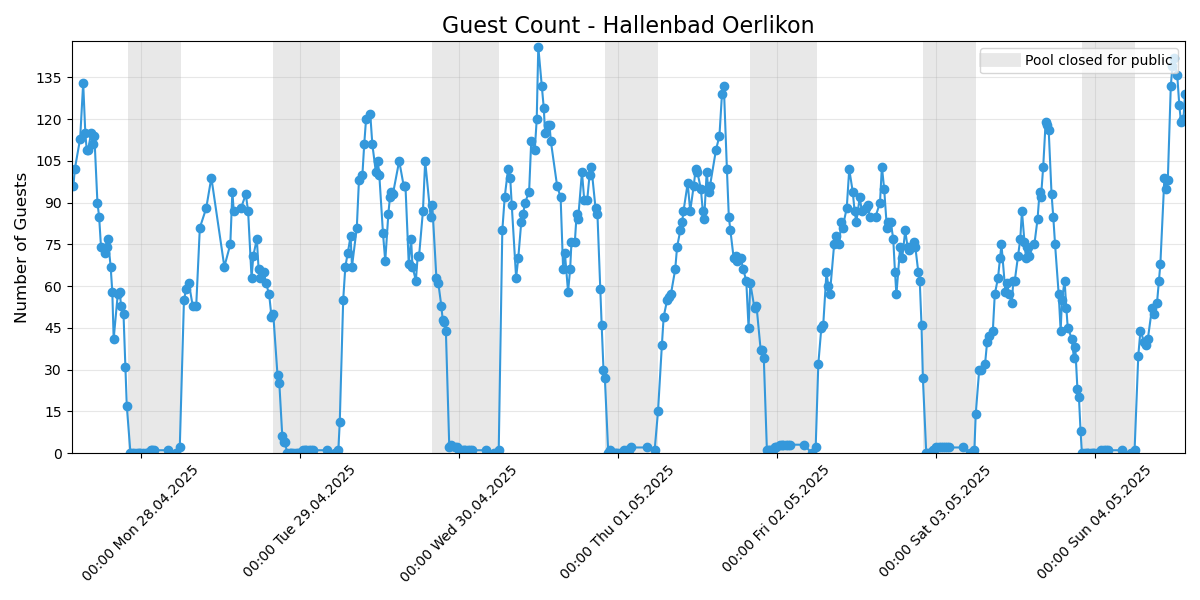 Guest Count - Hallenbad Oerlikon
Pool closed for public
Number of Guests
135
120
105
90
75
60
45
30
15
0
00:00 Mon 28.04.2025
00:00 Tue 29.04.2025
00:00 Wed 30.04.2025
00:00 Thu 01.05.2025
00:00 Fri 02.05.2025
00:00 Sat 03.05.2025
00:00 Sun 04.05.2025